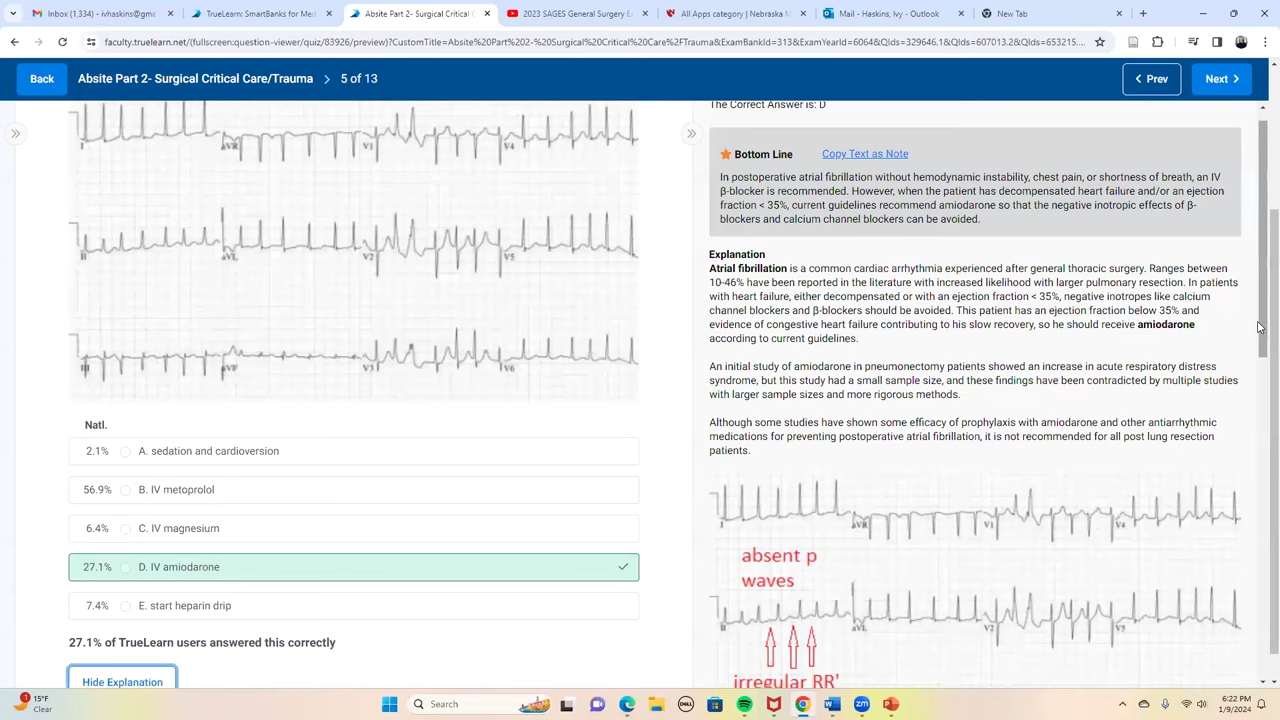 Inbox (1,334) - ivhaskins@gma
TrueLearn: SmartBanks for Med
Absite Part 2- Surgical Critical C
2023 SAGES General Surgery E
All Apps category | Nebraska M
Mail - Haskins, Ivy - Outlook
New Tab
faculty.truelearn.net/(fullscreen:question-viewer/quiz/83926/preview)?CustomTitle=Absite%20Part%202-%20Surgical%20Critical%20Care%2FTrauma&ExamBankId=313&ExamYearId=6064&QIds=329646.1&QIds=607013.2&QIds=653215....
Back
Absite Part 2- Surgical Critical Care/Trauma
5 of 13
Prev
Next
I
aVR
V1
V4
II
aVL
V2
V5
III
aVF
V3
V6
Natl.
2.1% A. sedation and cardioversion
56.9% B. IV metoprolol
6.4% C. IV magnesium
27.1% D. IV amiodarone
7.4% E. start heparin drip
27.1% of TrueLearn users answered this correctly
Hide Explanation
The Correct Answer is: D
Bottom Line Copy Text as Note
In postoperative atrial fibrillation without hemodynamic instability, chest pain, or shortness of breath, an IV
β-blocker is recommended. However, when the patient has decompensated heart failure and/or an ejection
fraction < 35%, current guidelines recommend amiodarone so that the negative inotropic effects of β-
blockers and calcium channel blockers can be avoided.
Explanation
Atrial fibrillation is a common cardiac arrhythmia experienced after general thoracic surgery. Ranges between
10-46% have been reported in the literature with increased likelihood with larger pulmonary resection. In patients
with heart failure, either decompensated or with an ejection fraction < 35%, negative inotropes like calcium
channel blockers and β-blockers should be avoided. This patient has an ejection fraction below 35% and
evidence of congestive heart failure contributing to his slow recovery, so he should receive amiodarone
according to current guidelines.
An initial study of amiodarone in pneumonectomy patients showed an increase in acute respiratory distress
syndrome, but this study had a small sample size, and these findings have been contradicted by multiple studies
with larger sample sizes and more rigorous methods.
Although some studies have shown some efficacy of prophylaxis with amiodarone and other antiarrhythmic
medications for preventing postoperative atrial fibrillation, it is not recommended for all post lung resection
patients.
I
aVR
V1
V4
absent p
waves
II
aVL
V2
V5
irregular RR'
1
15°F
Clear
Search
DELL
zm
6:22 PM
1/9/2024